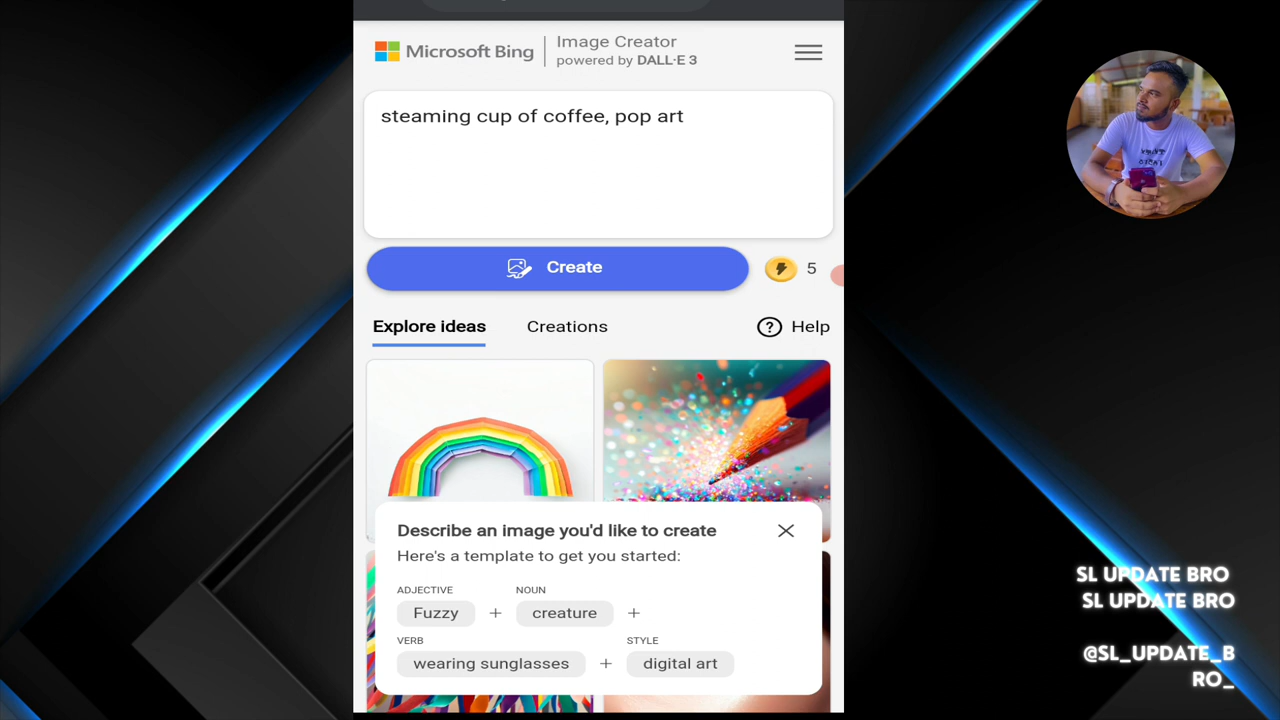 Microsoft Bing
Image Creator
powered by DALL·E 3
steaming cup of coffee, pop art
Create
5
Explore ideas
Creations
Help
Describe an image you'd like to create
Here's a template to get you started:
ADJECTIVE
NOUN
Fuzzy + creature +
VERB
STYLE
wearing sunglasses + digital art
SL UPDATE BRO
SL UPDATE BRO
@SL_UPDATE_B
RO_